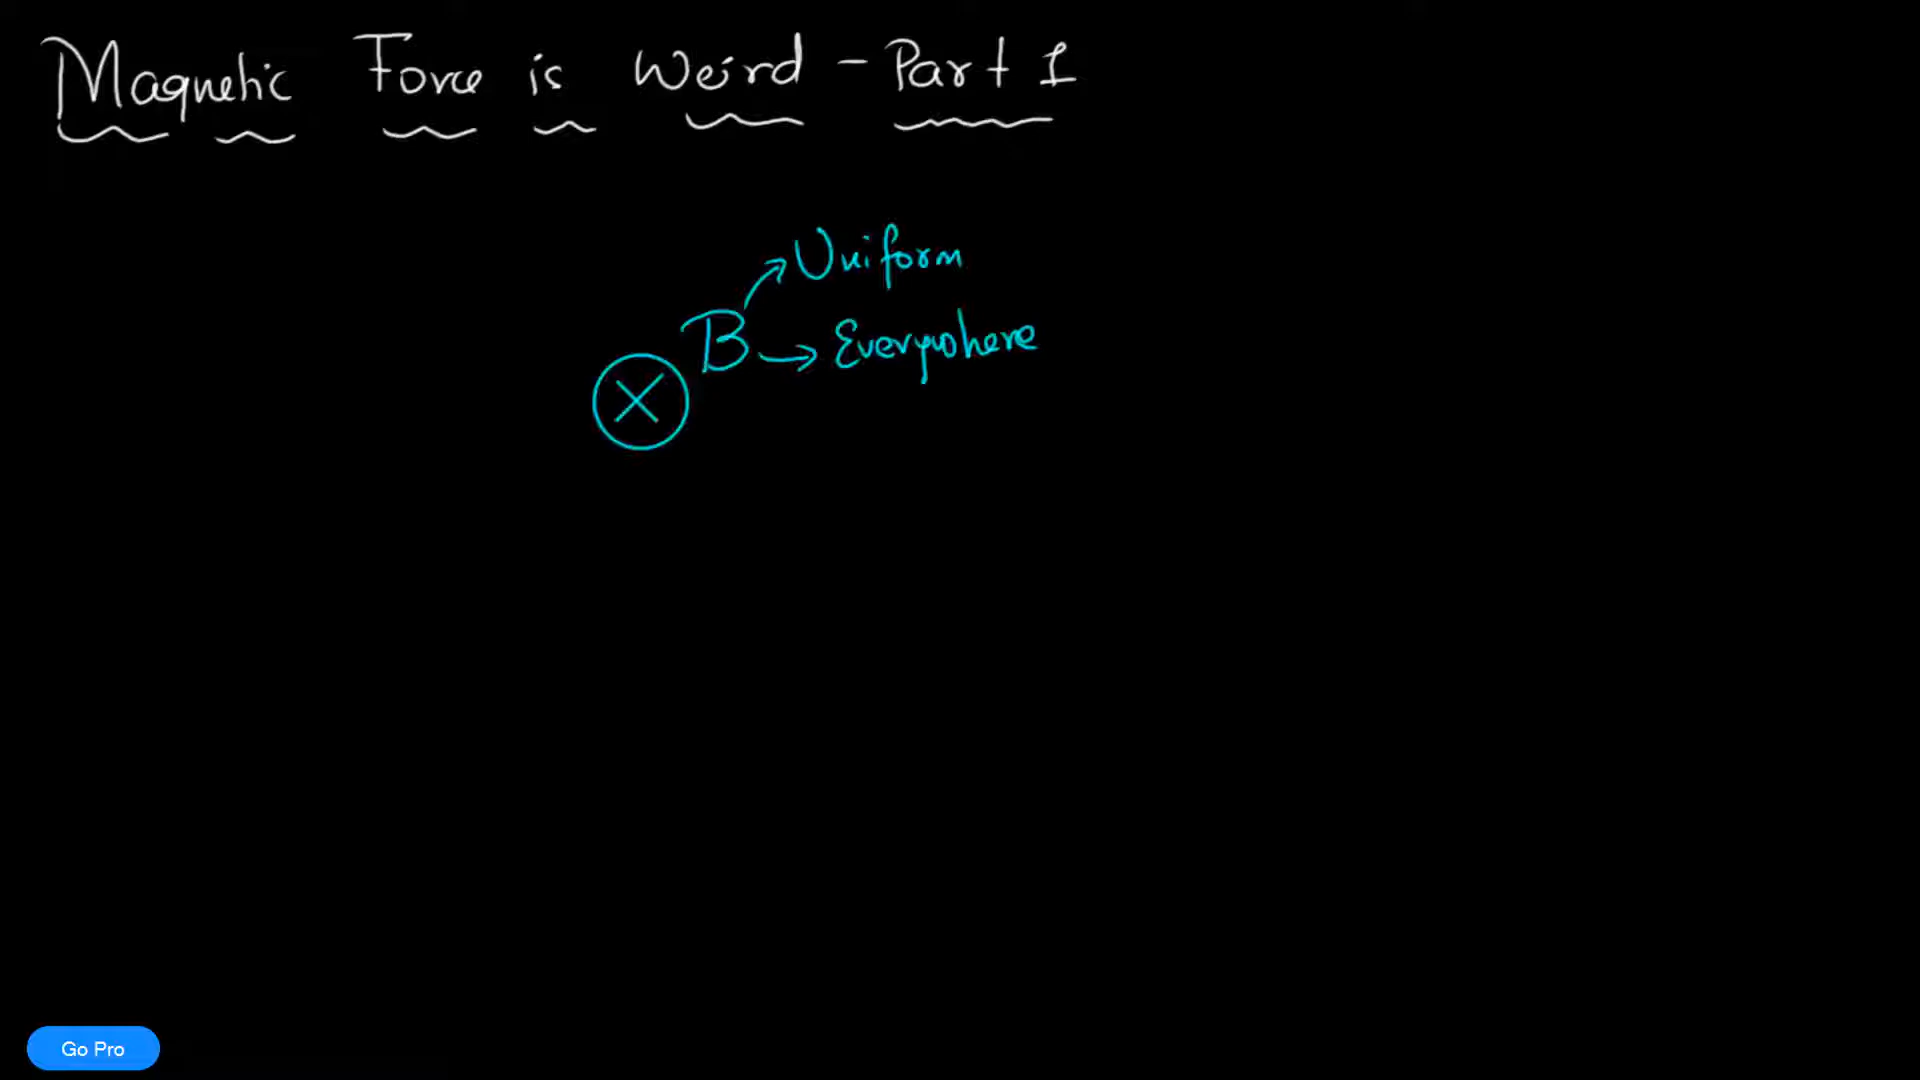 Magnetic Force is Weird - Part 1
Uniform
B → Everywhere
Go Pro